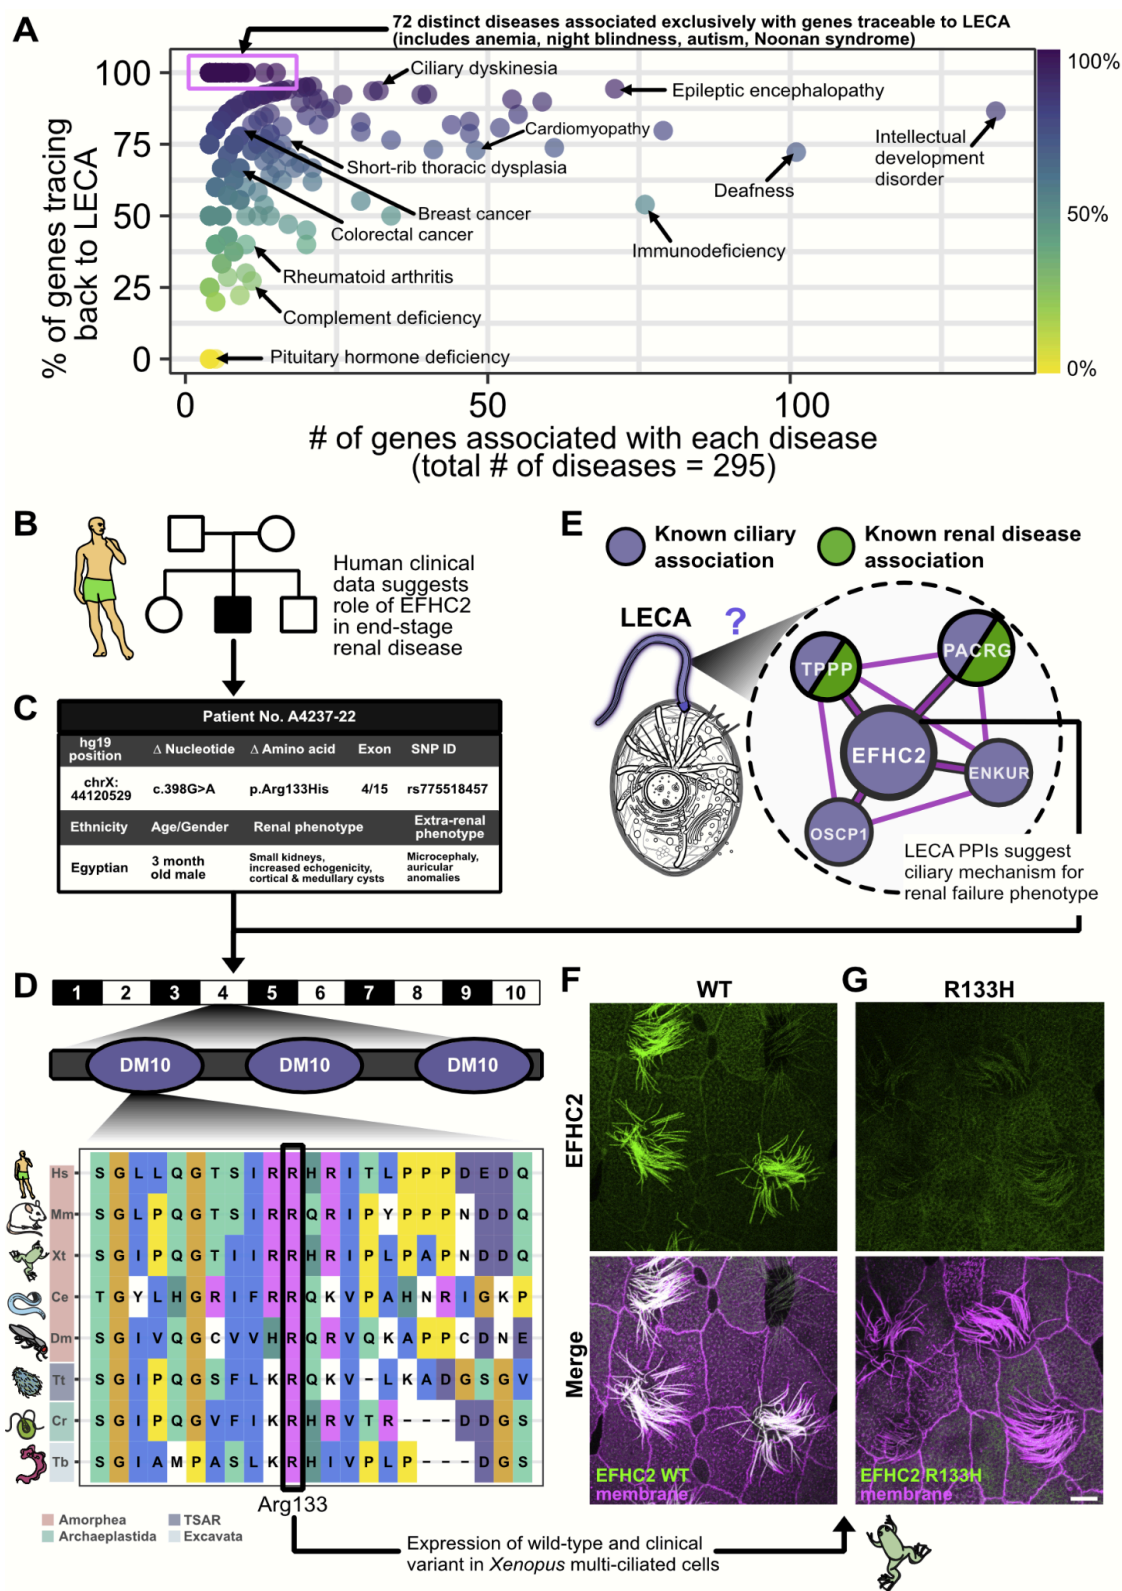 A
72 distinct diseases associated exclusively with genes traceable to LECA
(includes anemia, night blindness, autism, Noonan syndrome)
% of genes tracing
back to LECA
100
75
50
25
0
Ciliary dyskinesia
Epileptic encephalopathy
Cardiomyopathy
Intellectual
development
disorder
Short-rib thoracic dysplasia
Deafness
Breast cancer
Colorectal cancer
Immunodeficiency
Rheumatoid arthritis
Complement deficiency
Pituitary hormone deficiency
100%
50%
0%
0
50
100
# of genes associated with each disease
(total # of diseases = 295)
B
Human clinical
data suggests
role of EFHC2
in end-stage
renal disease
C
Patient No. A4237-22
hg19
position
Δ Nucleotide
Δ Amino acid
Exon
SNP ID
chrX:
44120529
c.398G>A
p.Arg133His
4/15
rs775518457
Ethnicity
Age/Gender
Renal phenotype
Extra-renal
phenotype
Egyptian
3 month
old male
Small kidneys,
increased echogenicity,
cortical & medullary cysts
Microcephaly,
auricular
anomalies
E
Known ciliary
association
Known renal disease
association
LECA
?
TPPP
PACRG
EFHC2
ENKUR
OSCP1
LECA PPIs suggest
ciliary mechanism for
renal failure phenotype
D
1 2 3 4 5 6 7 8 9 10
DM10 DM10 DM10
Hs S G L L Q G T S I R R H R I T L P P P D E D Q
Mm S G L P Q G T S I R R Q R I P Y P P P N D D Q
Xt S G I P Q G T I I R R H R I P L P A P N D D Q
Ce T G Y L H G R I F R R Q K V P A H N R I G K P
Dm S G I V Q G C V V H R Q R V Q K A P P C D N E
Tt S G I P Q G S F L K R Q K V - L K A D G S G V
Cr S G I P Q G V F I K R H R V T R - - - D D G S
Tb S G I A M P A S L K R H I V P L P - - - D G S
Arg133
Amorphea
TSAR
Archaeplastida
Excavata
Expression of wild-type and clinical
variant in Xenopus multi-ciliated cells
F
WT
G
R133H
EFHC2
Merge
EFHC2 WT
membrane
EFHC2 R133H
membrane